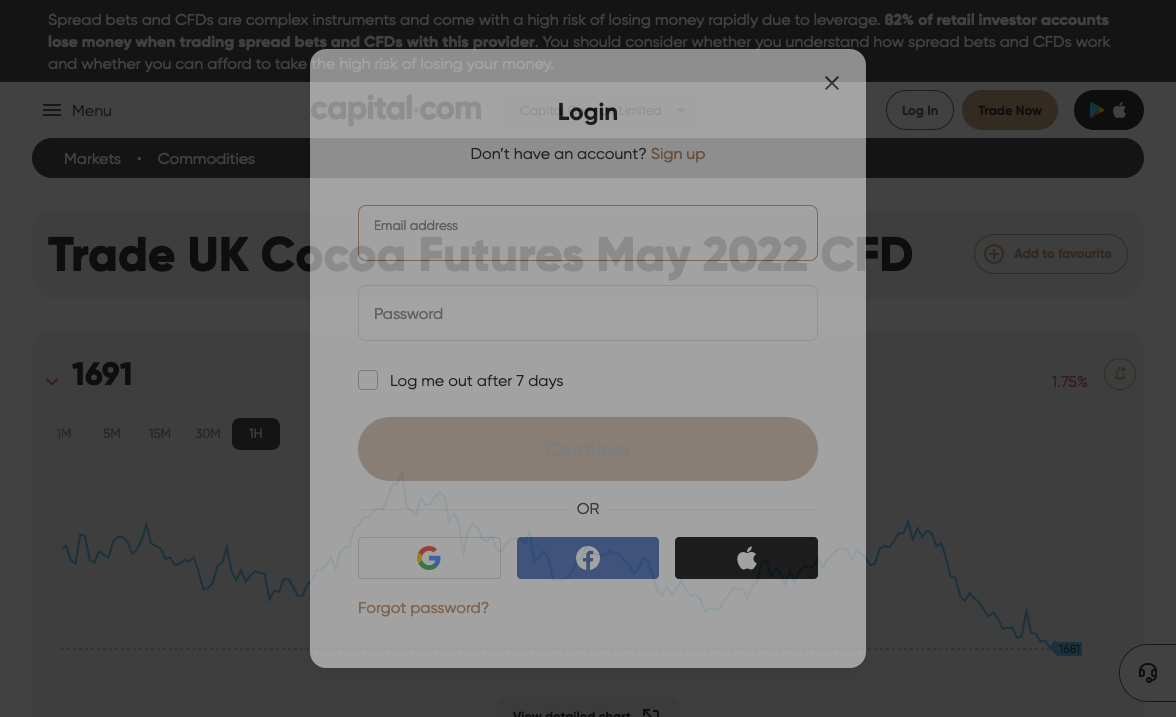 Spread bets and CFDs are complex instruments and come with a high risk of losing money rapidly due to leverage. 82% of retail investor accounts
lose money when trading spread bets and CFDs with this provider. You should consider whether you understand how spread bets and CFDs work
and whether you can afford to take the high risk of losing your money.
Menu
capital.com
Limited
Log In
Trade Now
Login
Markets • Commodities
Don't have an account? Sign up
Email address
Trade UK Cocoa Futures May 2022 CFD
Add to favourite
Password
1691
1.75%
Log me out after 7 days
1M 5M 15M 30M 1H
Continue
OR
Forgot password?
1681
View detailed chart